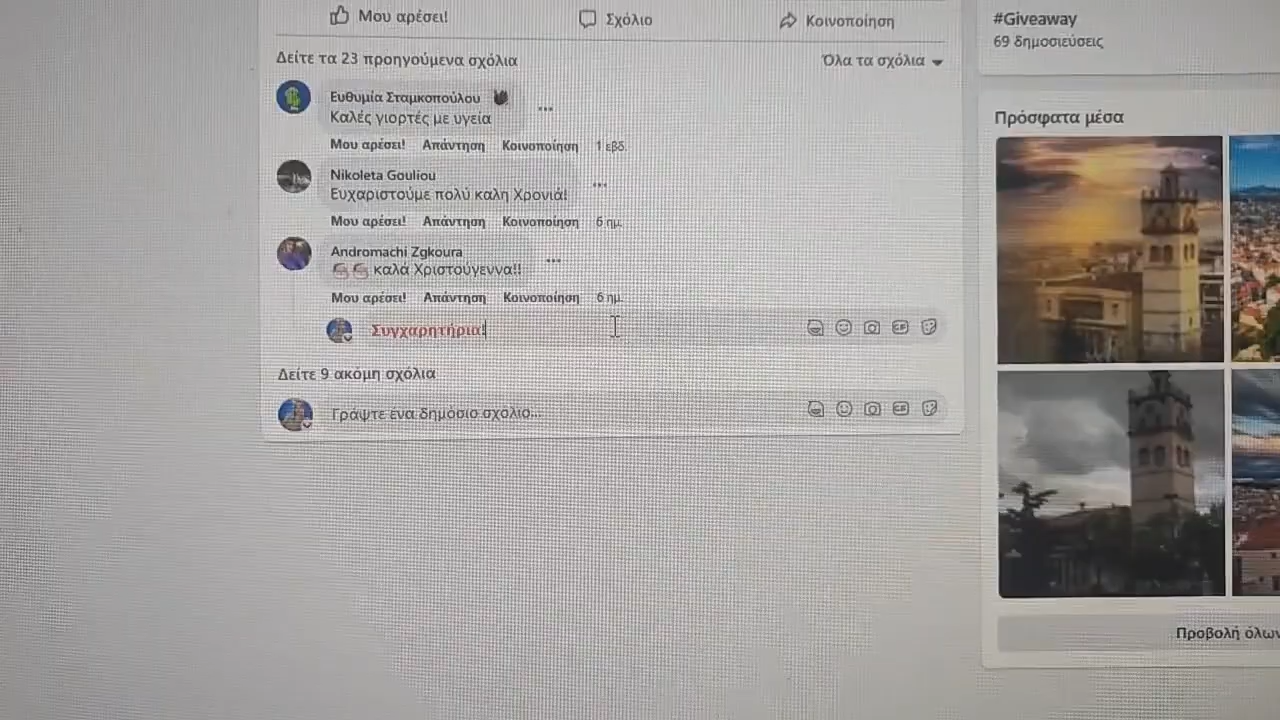 Μου αρέσει! Σχόλιο Κοινοποίηση
Δείτε τα 23 προηγούμενα σχόλια Όλα τα σχόλια
Ευθυμία Σταμκοπούλου
Καλές γιορτές με υγεία
Μου αρέσει! Απάντηση Κοινοποίηση 1 εβδ.
Nikoleta Gouliou
Ευχαριστούμε πολύ καλη Χρονιά!
Μου αρέσει! Απάντηση Κοινοποίηση 6 ημ.
Andromachi Zgkoura
καλά Χριστούγεννα!!
Μου αρέσει! Απάντηση Κοινοποίηση 6 ημ.
Συγχαρητήρια!
Δείτε 9 ακόμη σχόλια
Γράψτε ένα δημόσιο σχόλιο...
#Giveaway
69 δημοσιεύσεις
Πρόσφατα μέσα
Προβολή όλων